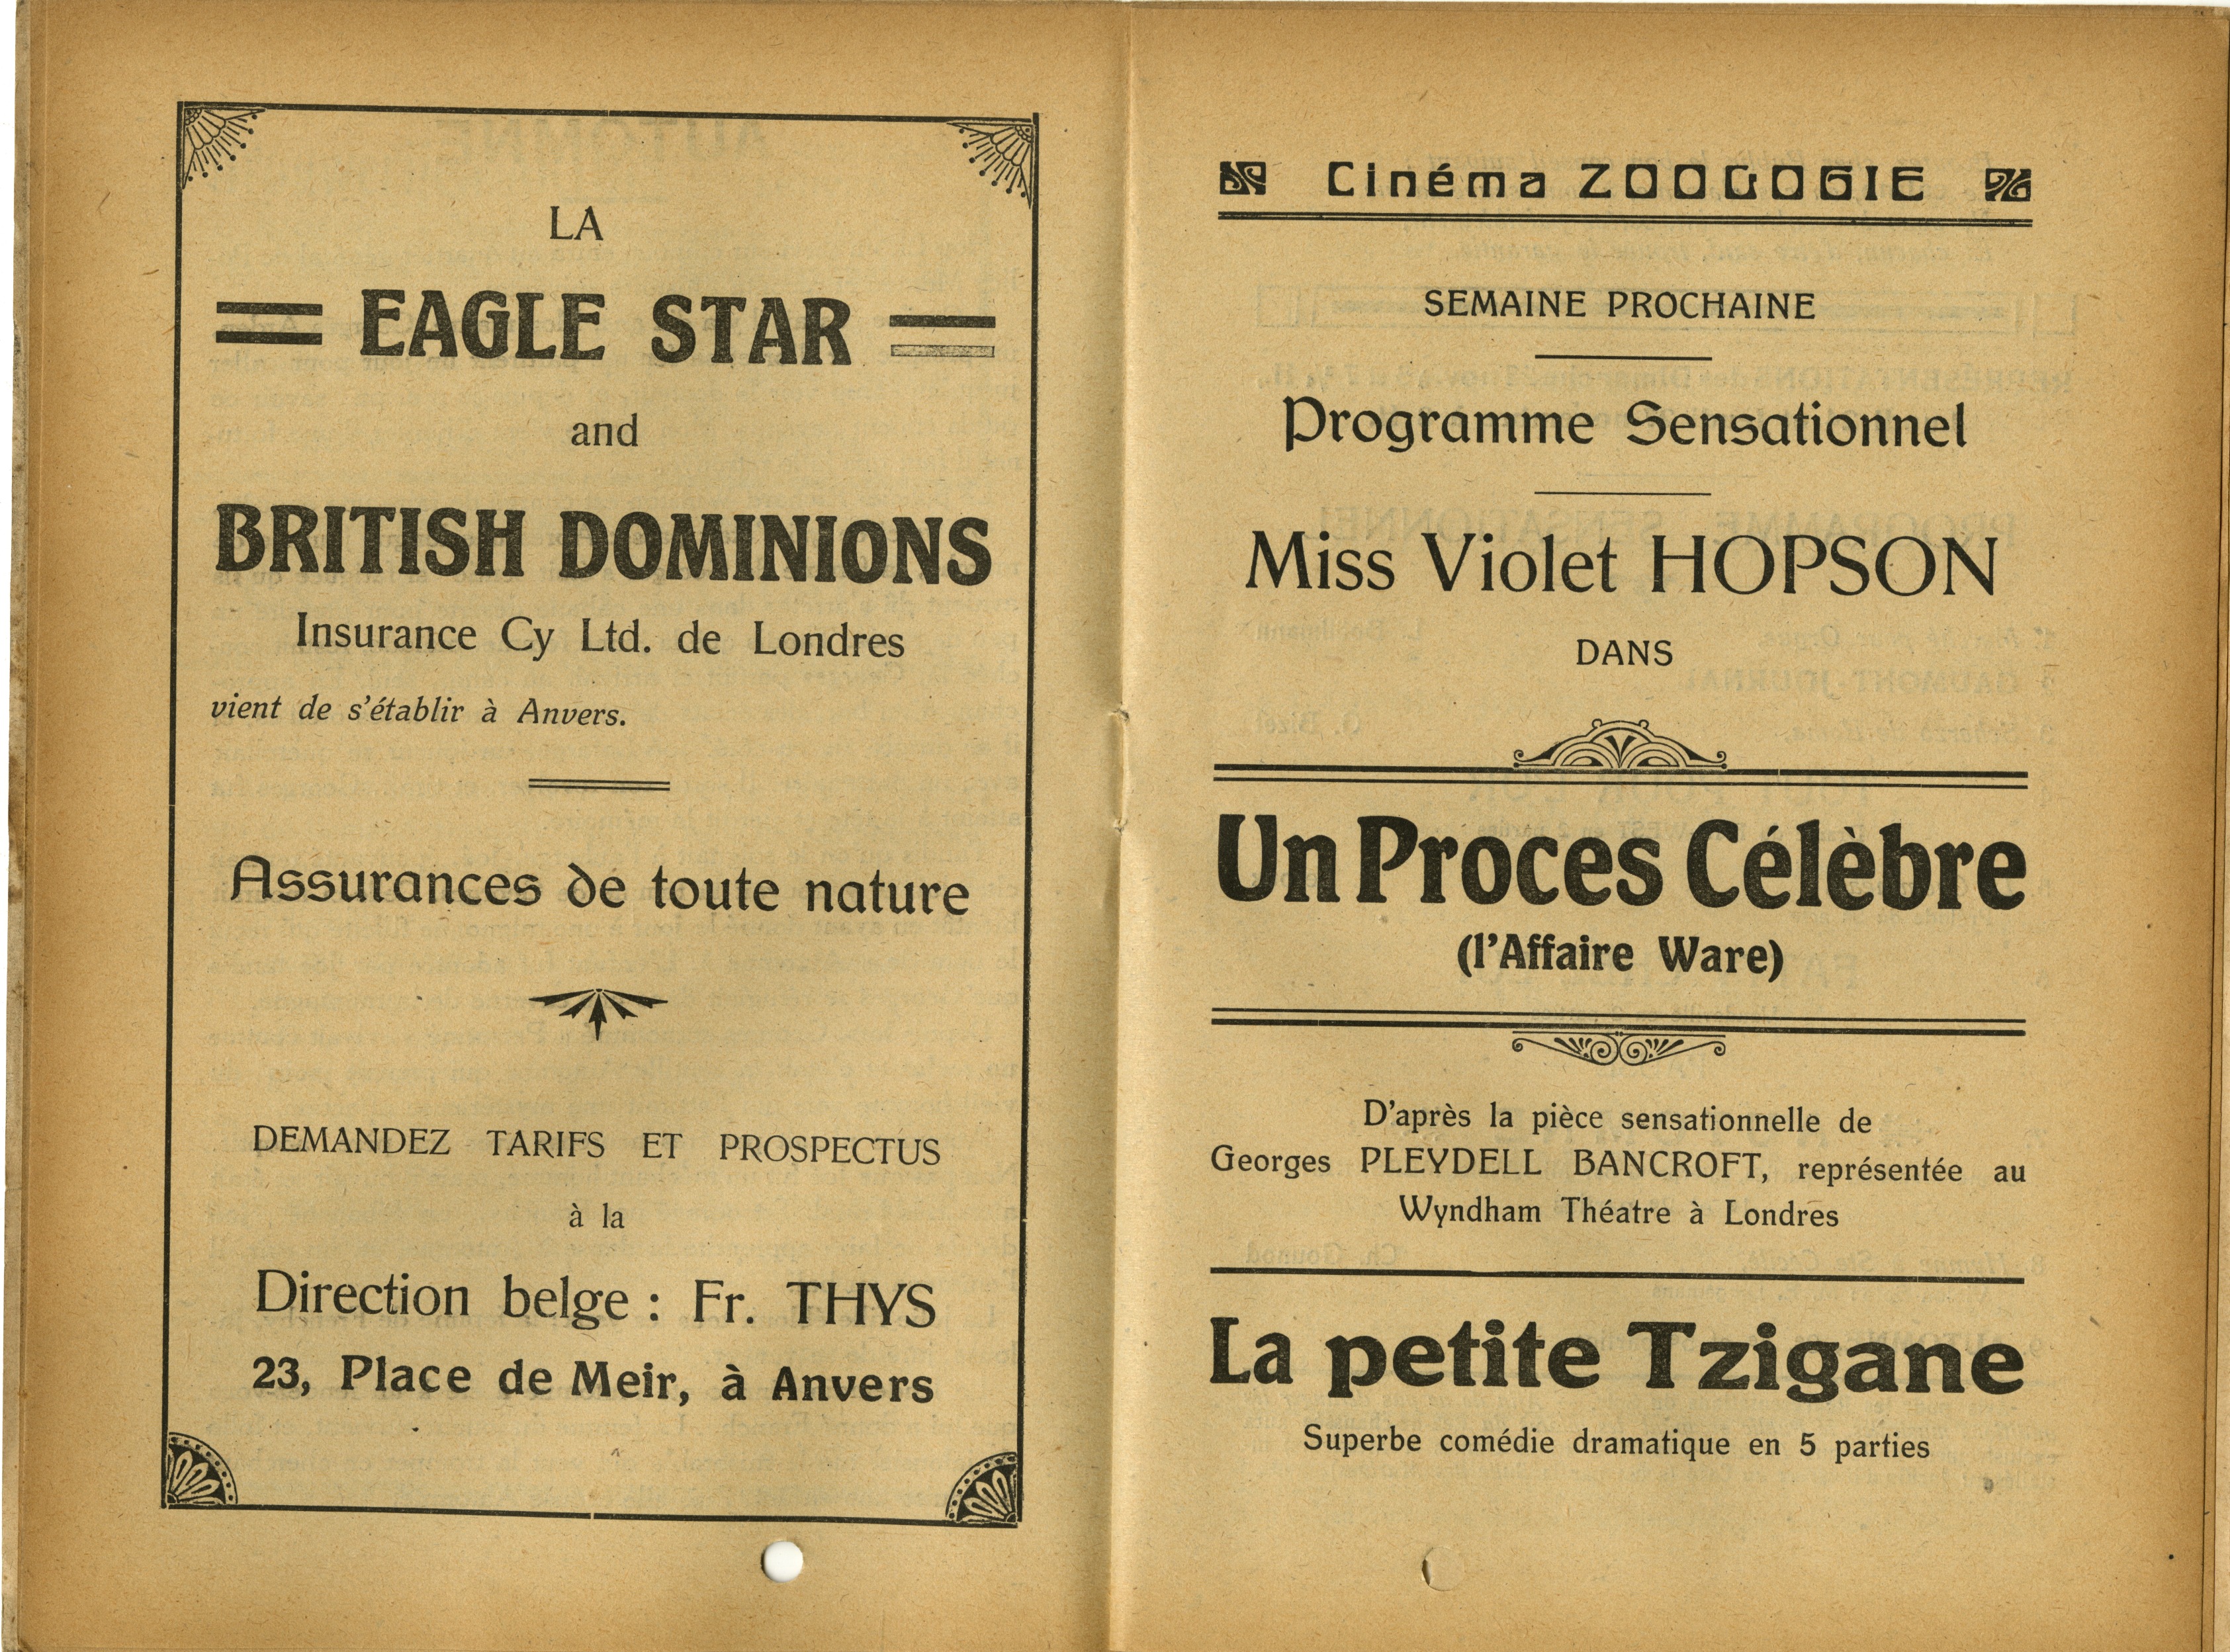 LA
EAGLE STAR
and
BRITISH DOMINIONS
Insurance Cy Ltd. de Londres
vient de s'établir à Anvers.
Assurances de toute nature
DEMANDEZ TARIFS ET PROSPECTUS
à la
Direction belge : Fr. THYS
23, Place de Meir, à Anvers
Cinéma ZOOLOGIE
SEMAINE PROCHAINE
Programme Sensationnel
Miss Violet HOPSON
DANS
Un Proces Célèbre
(l'Affaire Ware)
D'après la pièce sensationnelle de
Georges PLEYDELL BANCROFT, représentée au
Wyndham Théatre à Londres
La petite Tzigane
Superbe comédie dramatique en 5 parties